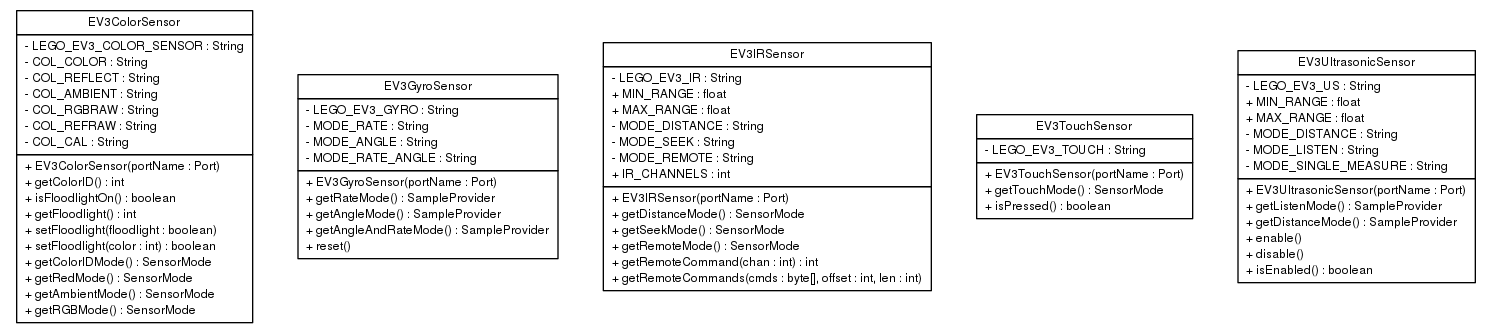 EV3ColorSensor
- LEGO_EV3_COLOR_SENSOR : String
- COL_COLOR : String
- COL_REFLECT : String
- COL_AMBIENT : String
- COL_RGBRAW : String
- COL_REFRAW : String
- COL_CAL : String
+ EV3ColorSensor(portName : Port)
+ getColorID() : int
+ isFloodlightOn() : boolean
+ getFloodlight() : int
+ setFloodlight(floodlight : boolean)
+ setFloodlight(color : int) : boolean
+ getColorIDMode() : SensorMode
+ getRedMode() : SensorMode
+ getAmbientMode() : SensorMode
+ getRGBMode() : SensorMode
EV3GyroSensor
- LEGO_EV3_GYRO : String
- MODE_RATE : String
- MODE_ANGLE : String
- MODE_RATE_ANGLE : String
+ EV3GyroSensor(portName : Port)
+ getRateMode() : SampleProvider
+ getAngleMode() : SampleProvider
+ getAngleAndRateMode() : SampleProvider
+ reset()
EV3IRSensor
- LEGO_EV3_IR : String
+ MIN_RANGE : float
+ MAX_RANGE : float
- MODE_DISTANCE : String
- MODE_SEEK : String
- MODE_REMOTE : String
+ IR_CHANNELS : int
+ EV3IRSensor(portName : Port)
+ getDistanceMode() : SensorMode
+ getSeekMode() : SensorMode
+ getRemoteMode() : SensorMode
+ getRemoteCommand(chan : int) : int
+ getRemoteCommands(cmds : byte[], offset : int, len : int)
EV3TouchSensor
- LEGO_EV3_TOUCH : String
+ EV3TouchSensor(portName : Port)
+ getTouchMode() : SensorMode
+ isPressed() : boolean
EV3UltrasonicSensor
- LEGO_EV3_US : String
+ MIN_RANGE : float
+ MAX_RANGE : float
- MODE_DISTANCE : String
- MODE_LISTEN : String
- MODE_SINGLE_MEASURE : String
+ EV3UltrasonicSensor(portName : Port)
+ getListenMode() : SampleProvider
+ getDistanceMode() : SampleProvider
+ enable()
+ disable()
+ isEnabled() : boolean